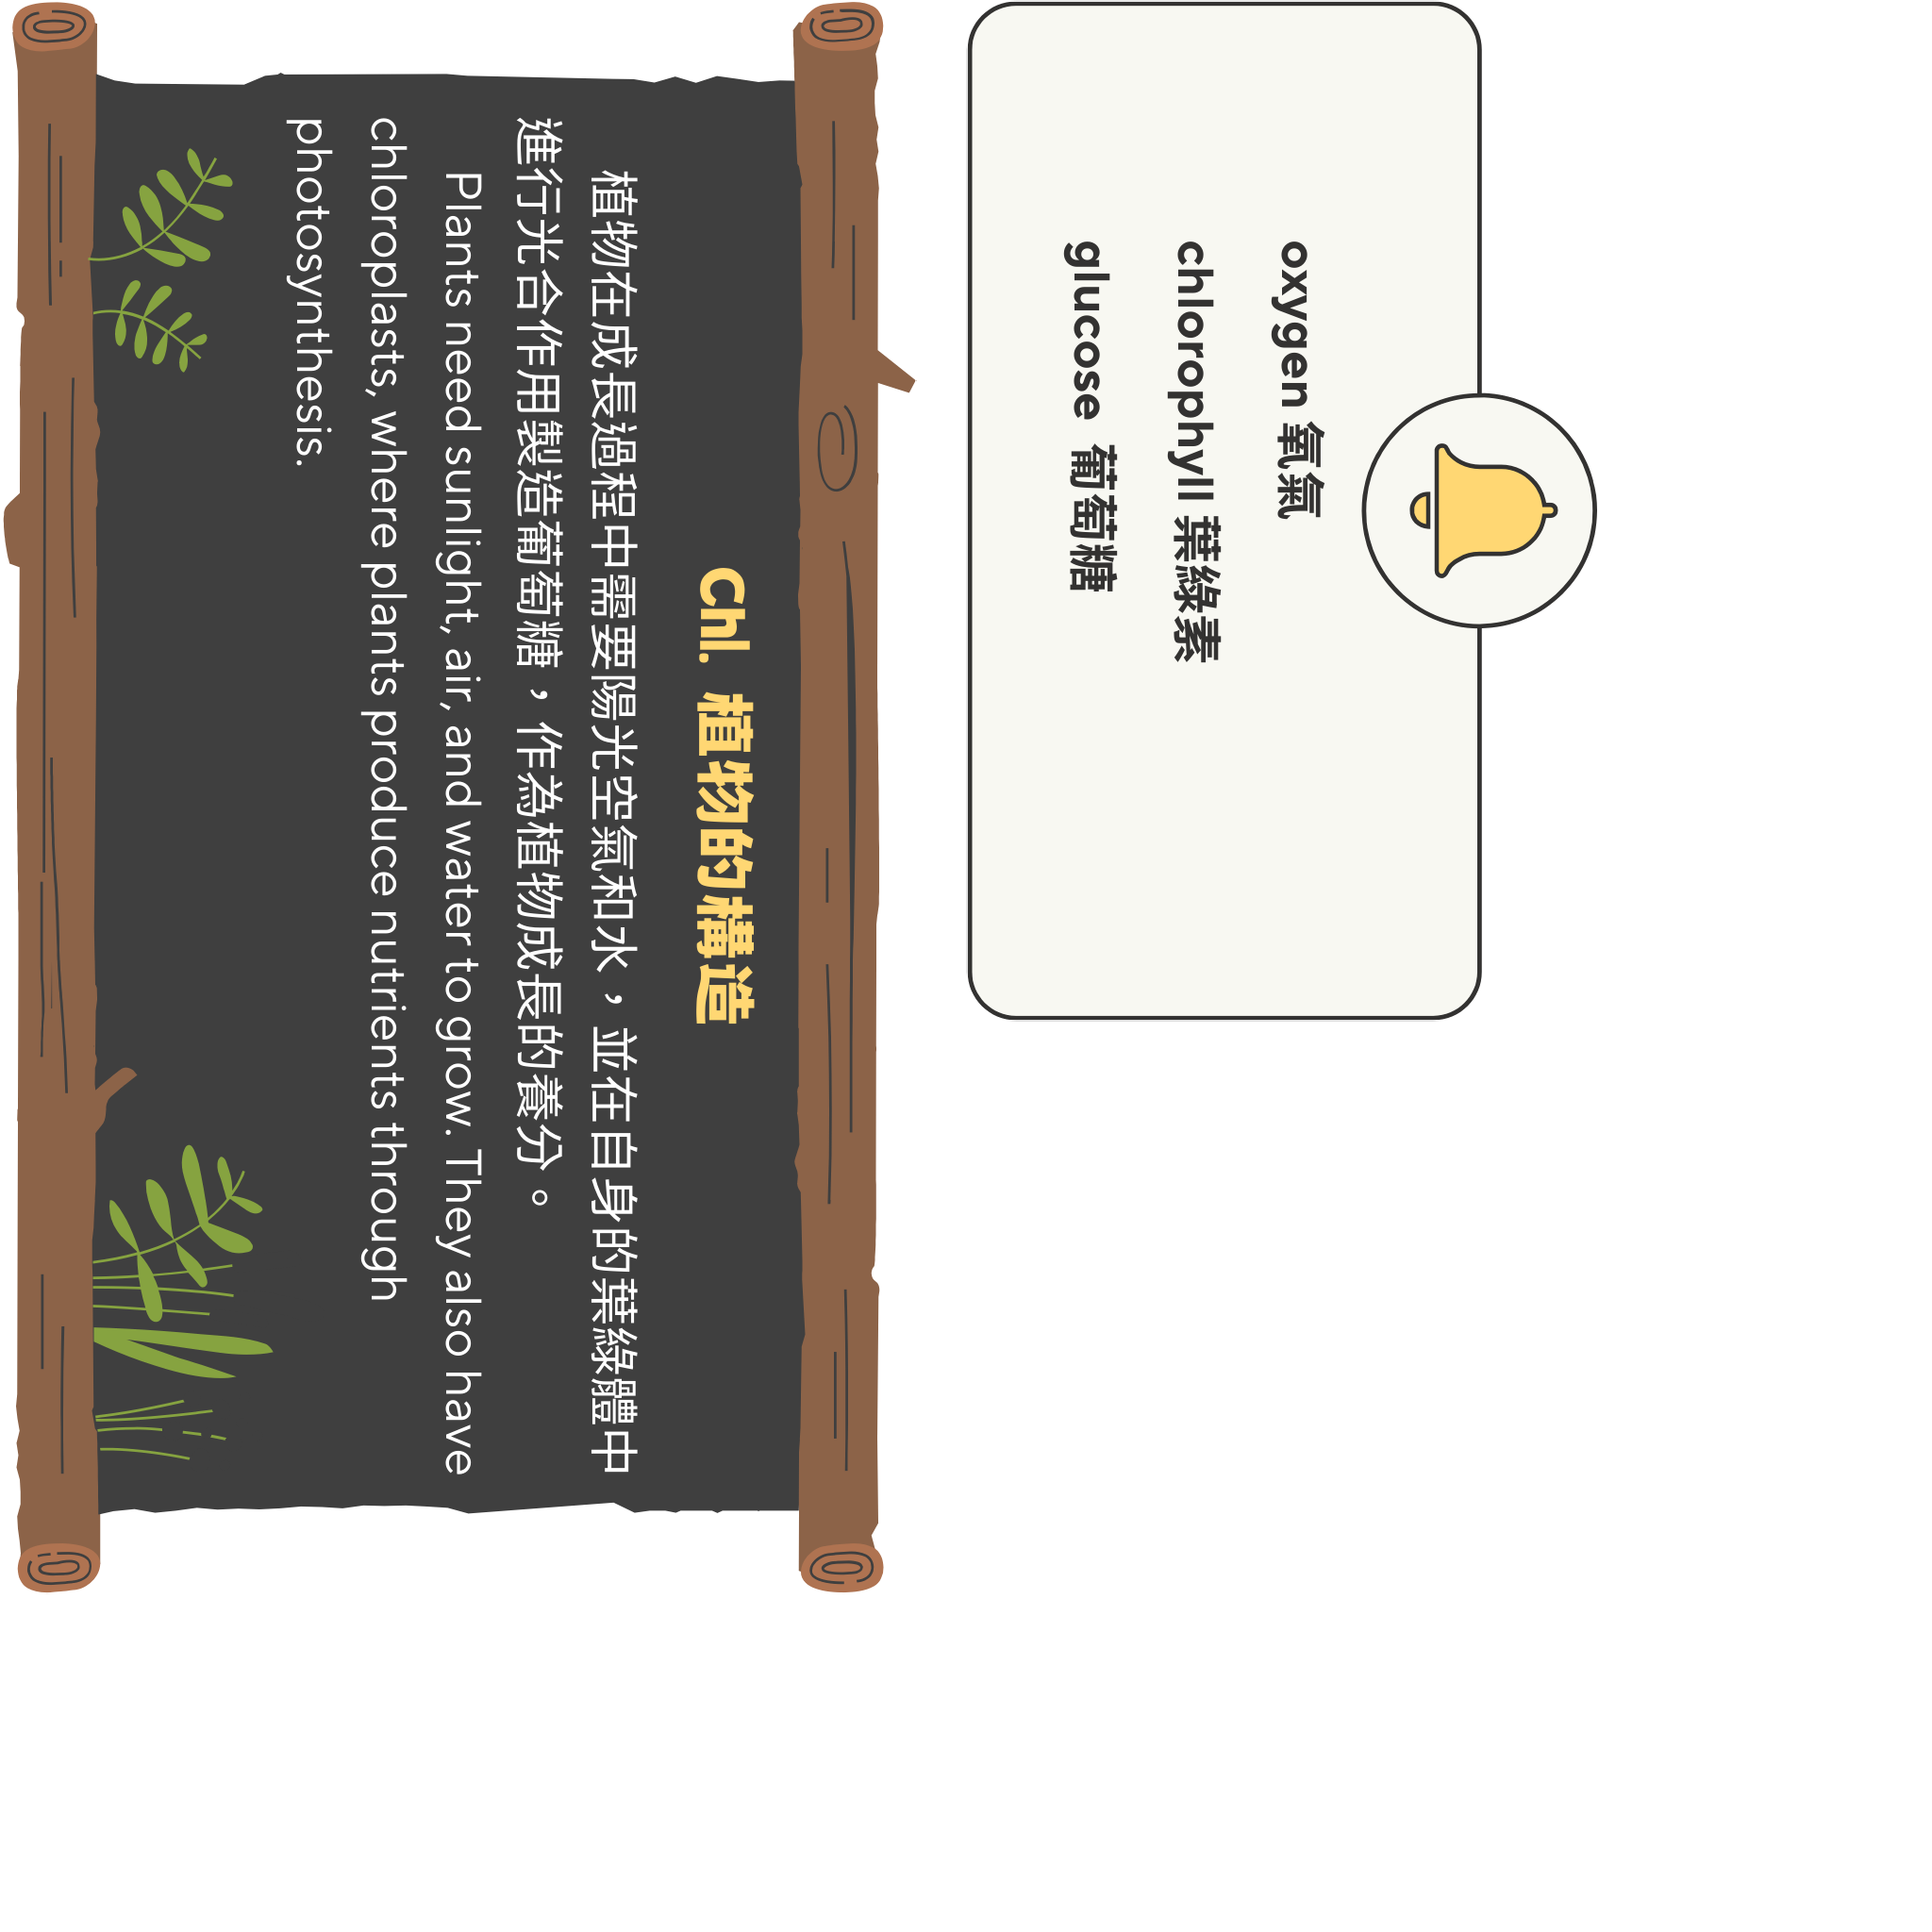 Chl. 植物的構造
植物在成長過程中需要陽光空氣和水，並在自身的葉綠體中
進行光合作用製造葡萄糖，作為植物成長的養分。
Plants need sunlight, air, and water to grow. They also have
chloroplasts, where plants produce nutrients through
photosynthesis.
oxygen 氧氣
chlorophyll 葉綠素
glucose 葡萄糖